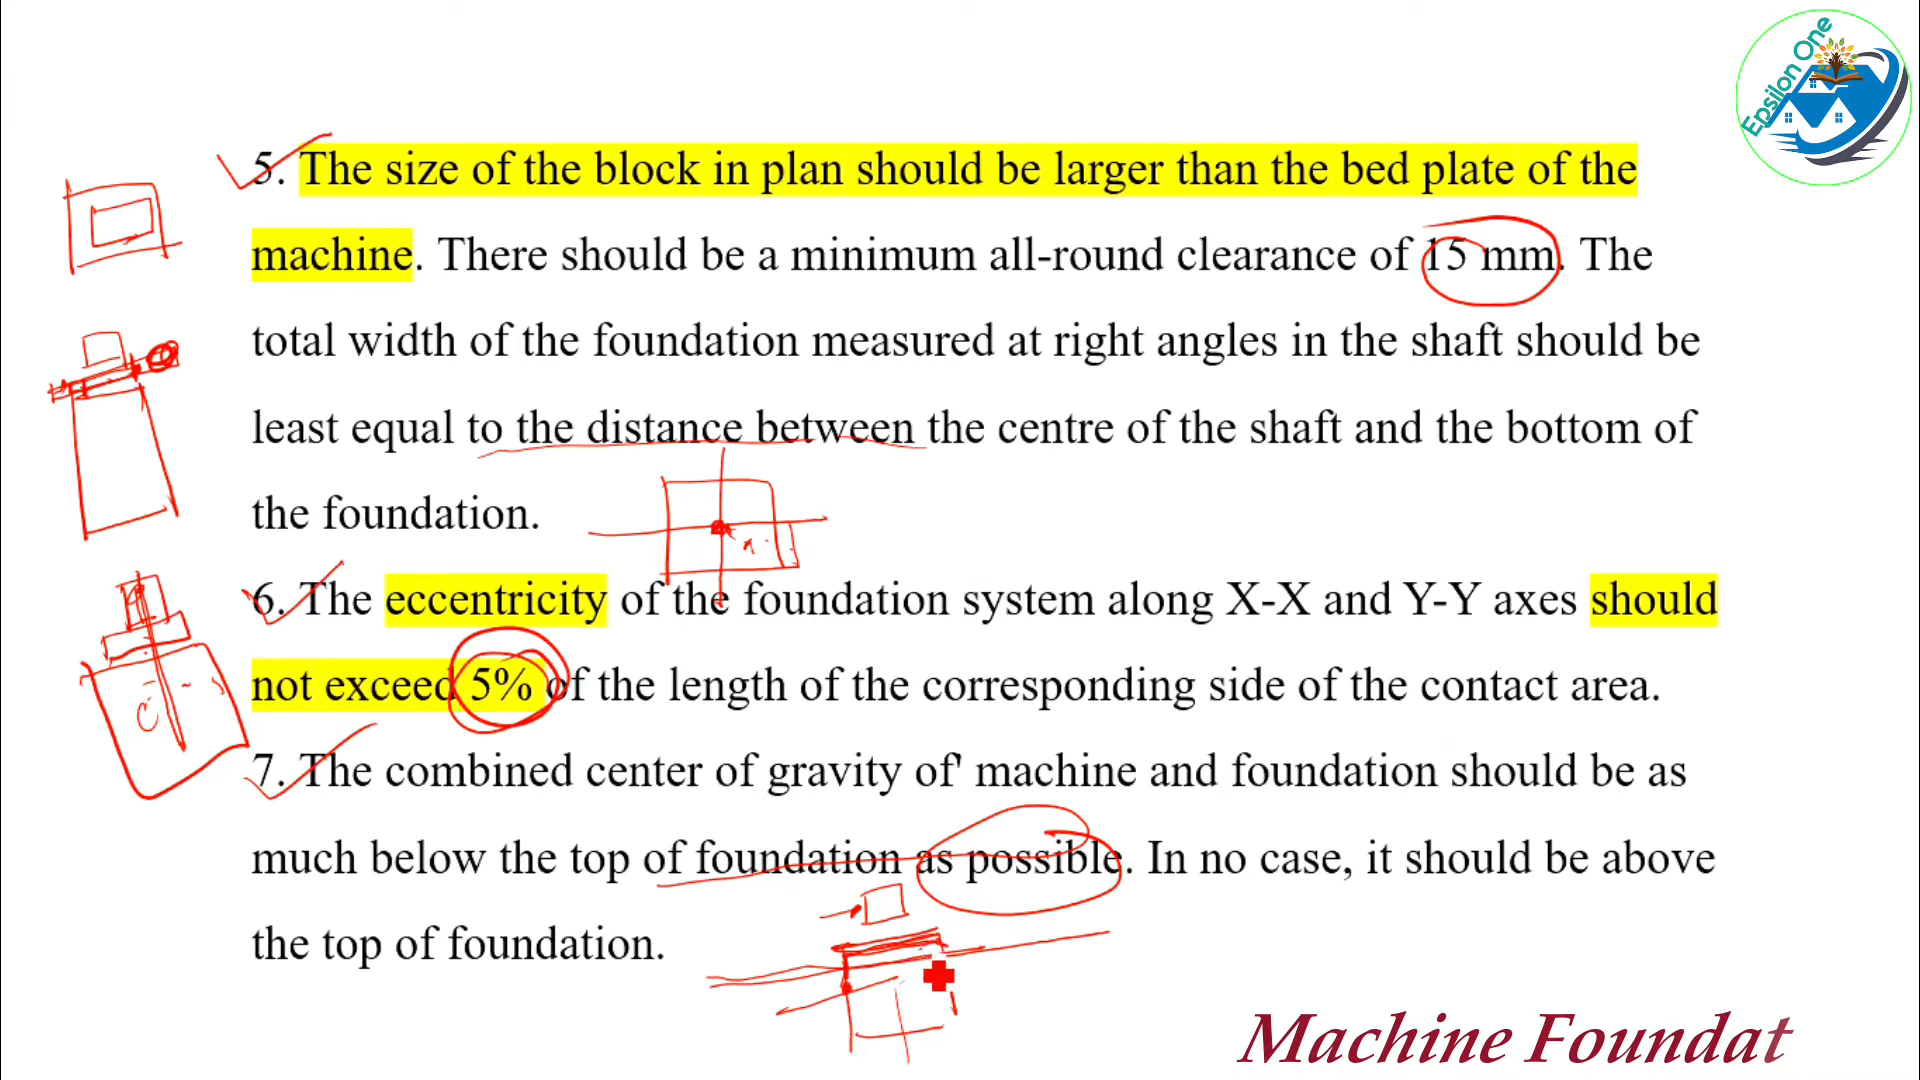 Epsilon One
5. The size of the block in plan should be larger than the bed plate of the
machine. There should be a minimum all-round clearance of 15 mm. The
total width of the foundation measured at right angles in the shaft should be
least equal to the distance between the centre of the shaft and the bottom of
the foundation.
6. The eccentricity of the foundation system along X-X and Y-Y axes should
not exceed 5% of the length of the corresponding side of the contact area.
7. The combined center of gravity of' machine and foundation should be as
much below the top of foundation as possible. In no case, it should be above
the top of foundation.
Machine Foundat